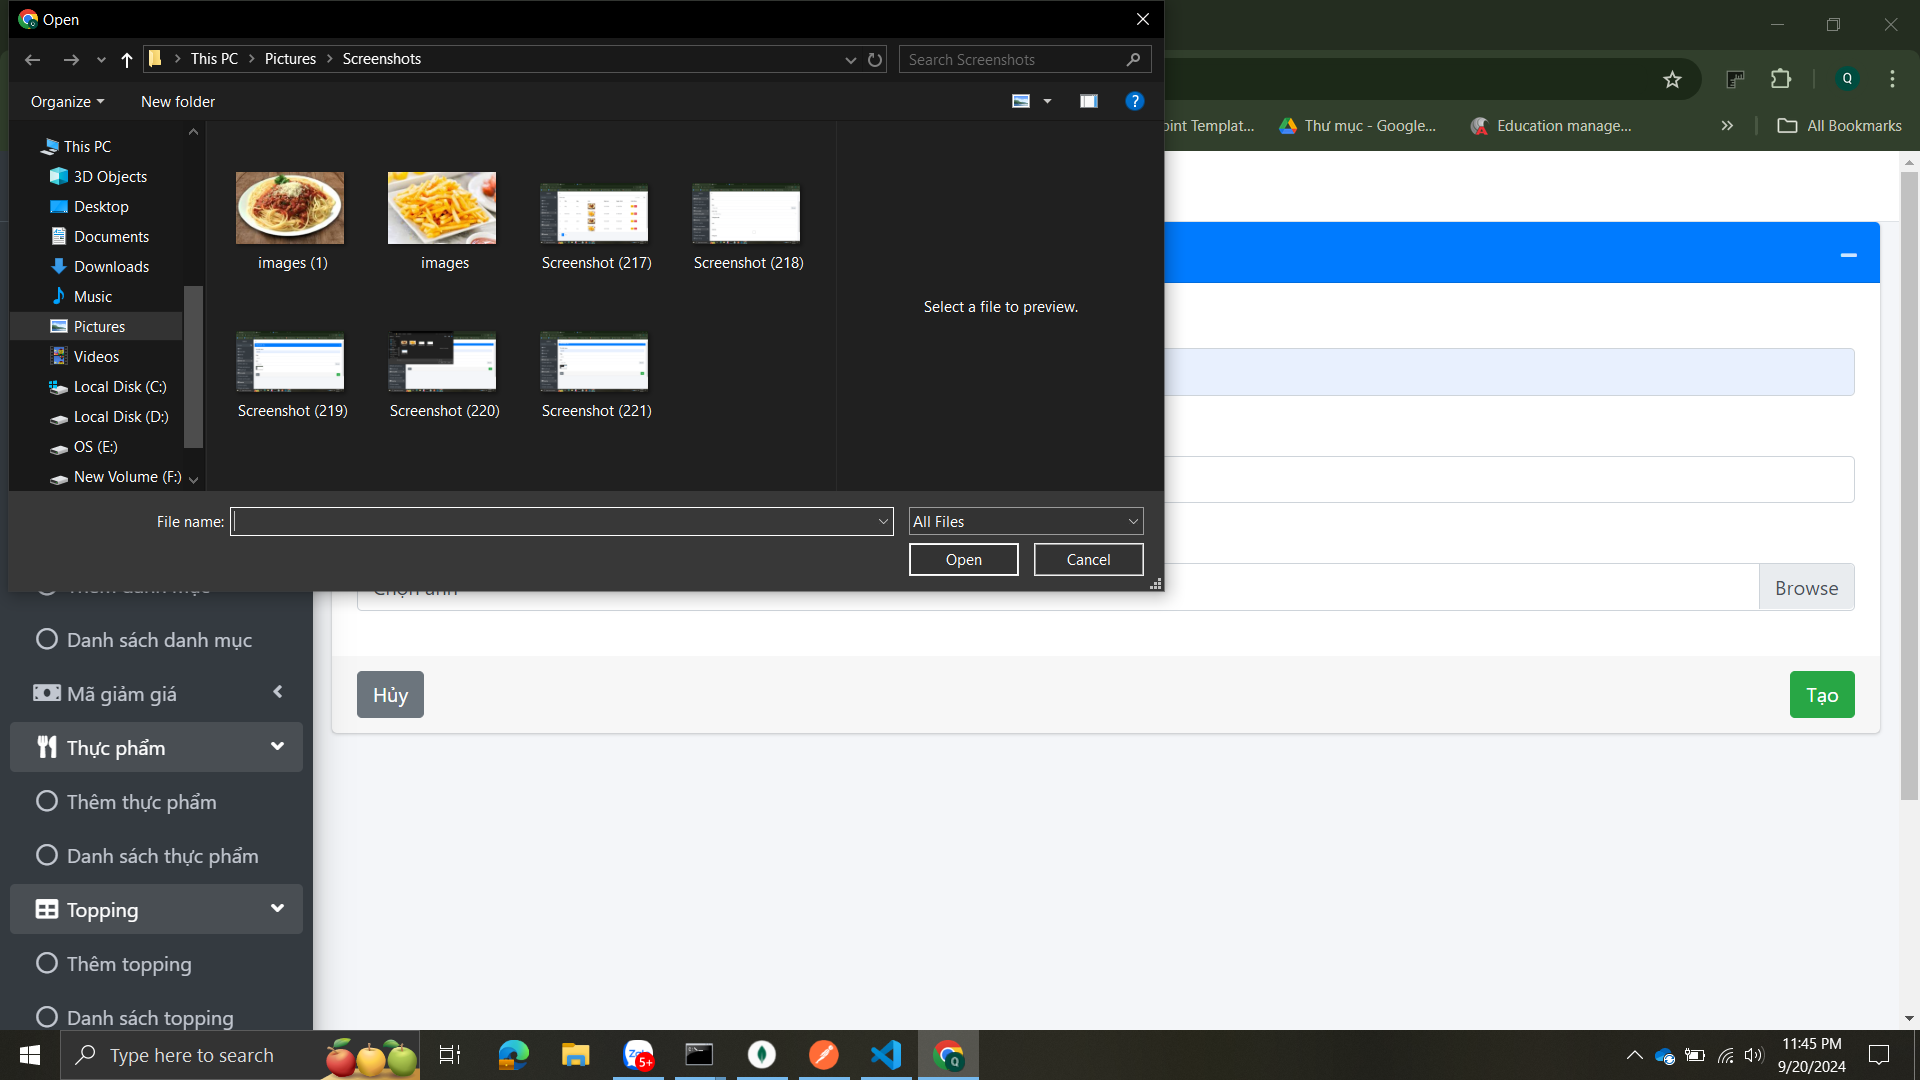 Open
This PC
Pictures
Screenshots
Search Screenshots
Organize
New folder
?
This PC
3D Objects
Desktop
Documents
Downloads
Music
Pictures
Videos
Local Disk (C:)
Local Disk (D:)
OS (E:)
New Volume (F:)
images (1)
images
Screenshot (217)
Screenshot (218)
Screenshot (219)
Screenshot (220)
Screenshot (221)
Select a file to preview.
File name:
All Files
Open
Cancel
Q
Templat...
Thư mục - Google...
Education manage...
All Bookmarks
Browse
Danh sách danh mục
Mã giảm giá
Thực phẩm
Thêm thực phẩm
Danh sách thực phẩm
Topping
Thêm topping
Danh sách topping
Hủy
Tạo
Type here to search
5+
Q
11:45 PM
9/20/2024